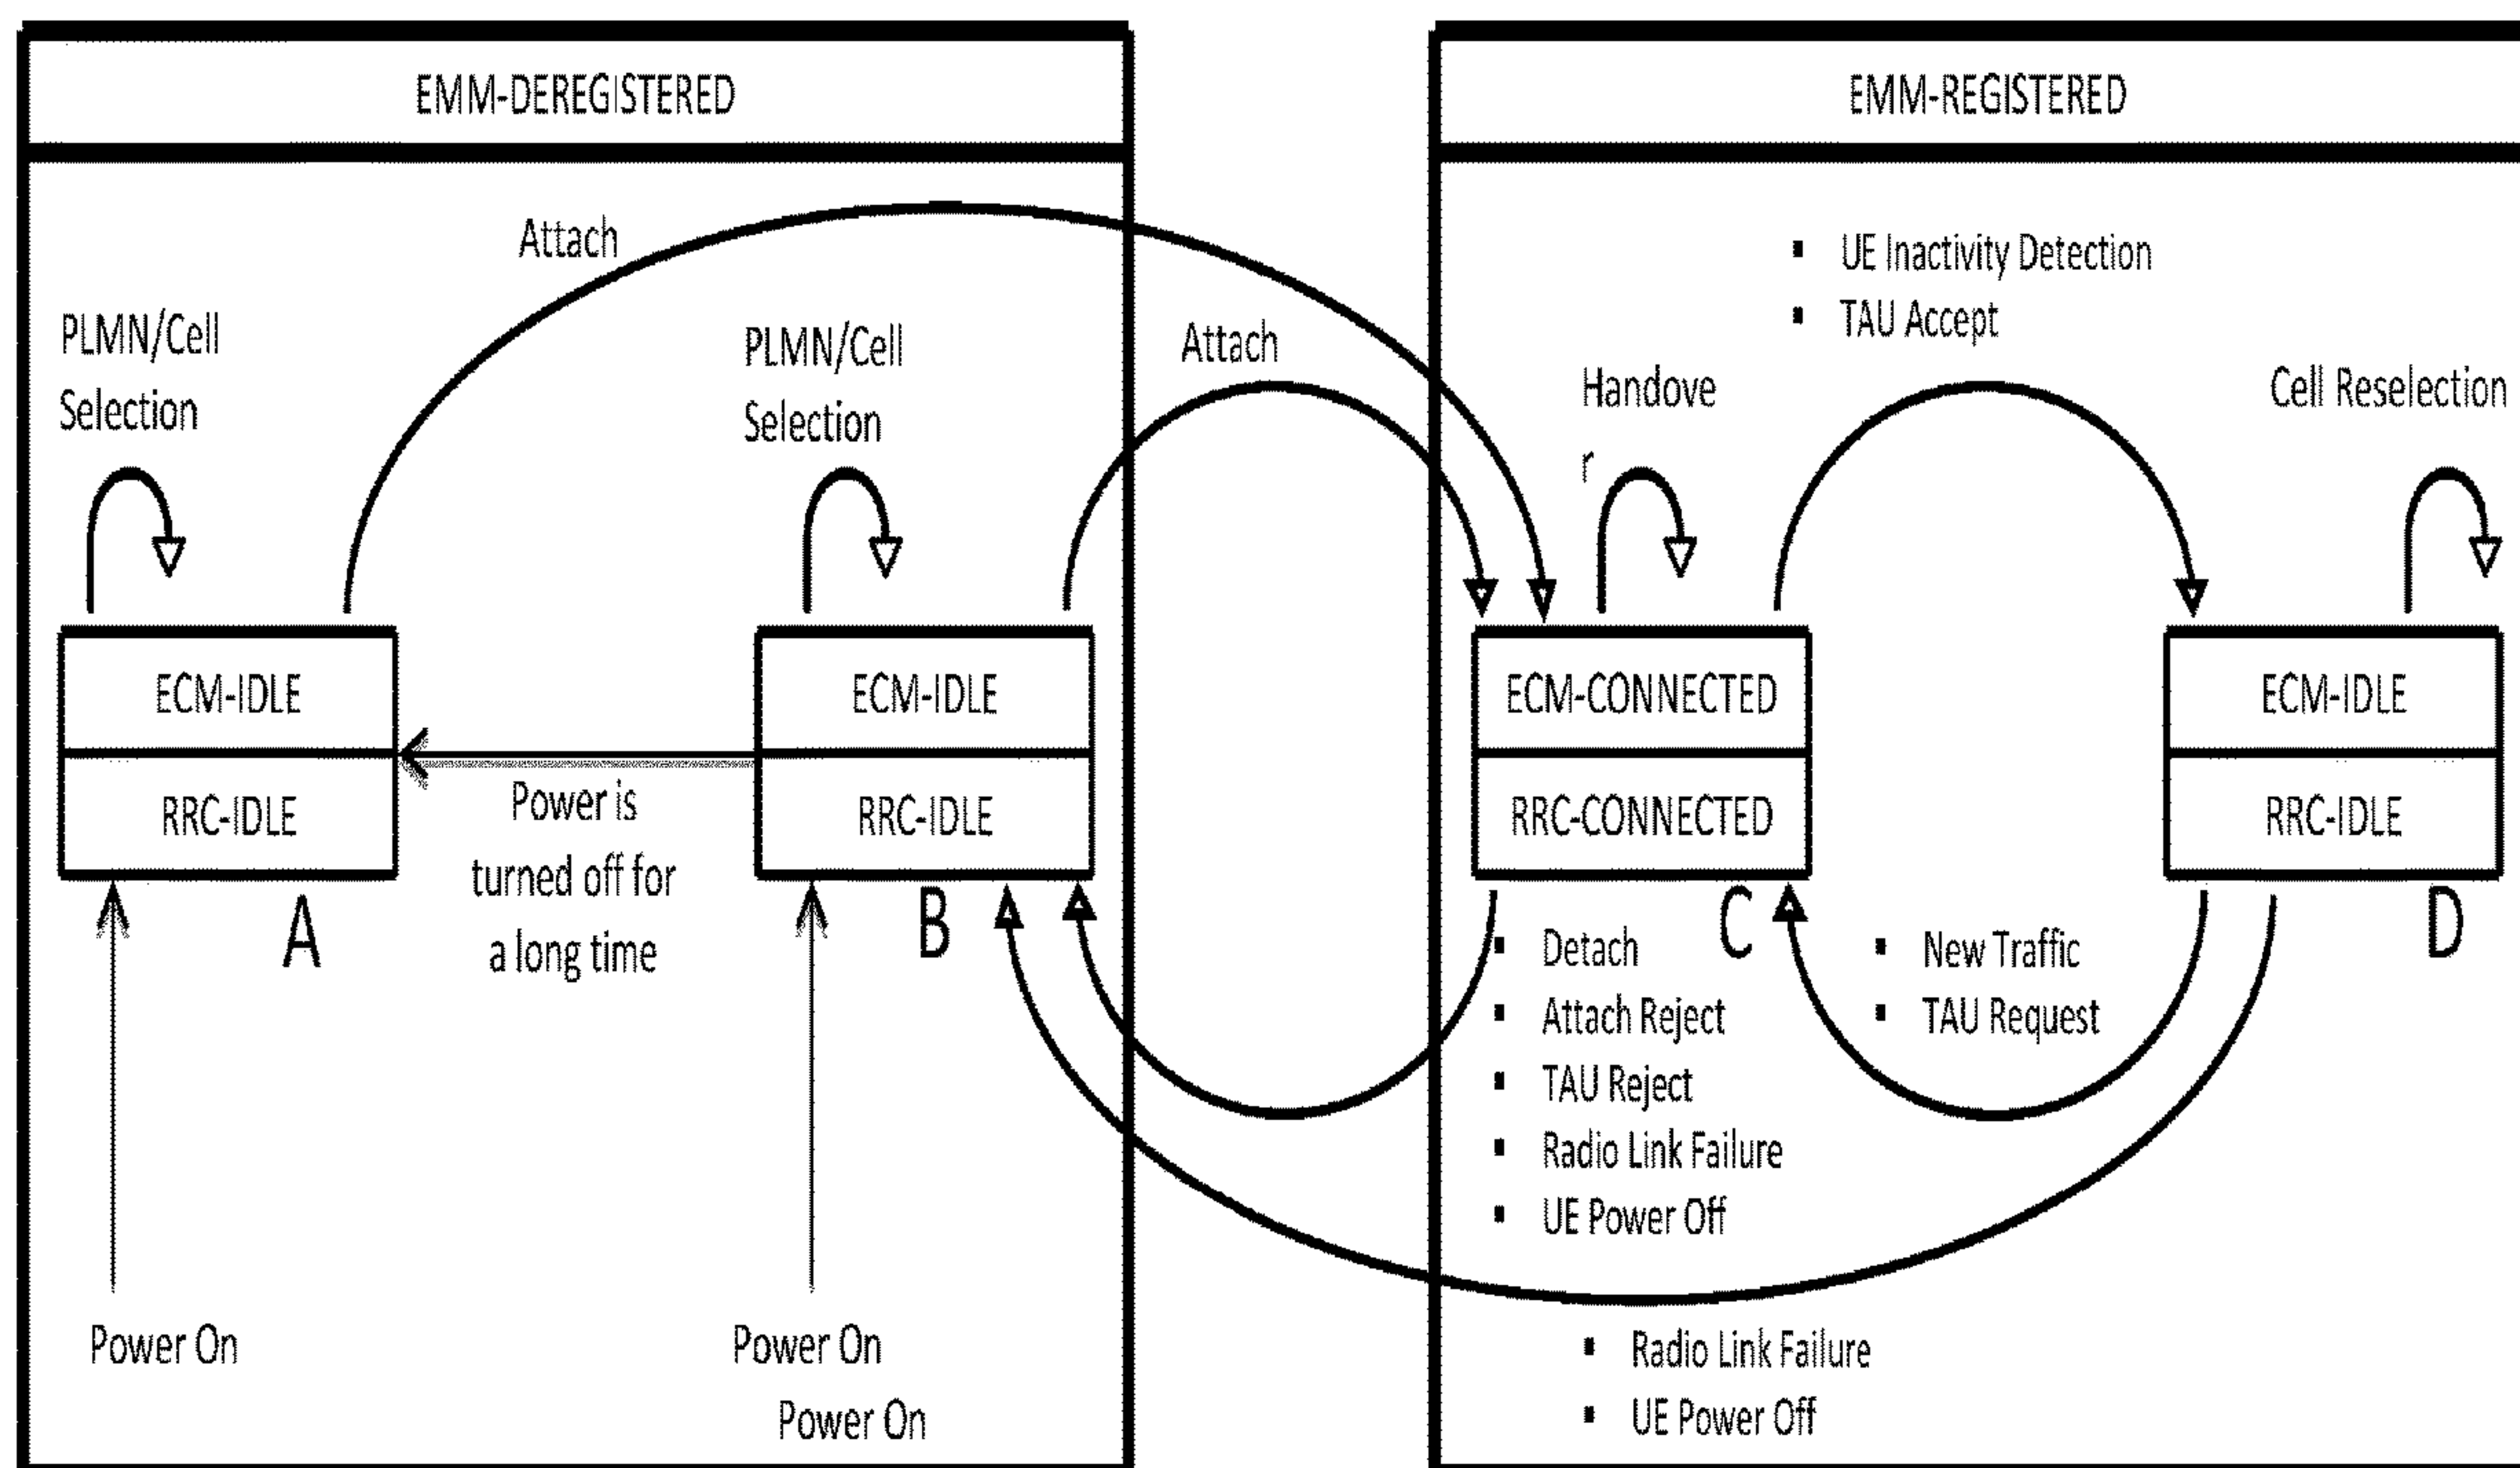 EMM-DEREGISTERED
EMM-REGISTERED
Attach
PLMN/Cell
Selection
PLMN/Cell
Selection
Attach
▪ UE Inactivity Detection
▪ TAU Accept
Handove
r
Cell Reselection
ECM-IDLE
RRC-IDLE
A
Power is
turned off for
a long time
ECM-IDLE
RRC-IDLE
B
ECM-CONNECTED
RRC-CONNECTED
C
ECM-IDLE
RRC-IDLE
D
▪ Detach
▪ Attach Reject
▪ TAU Reject
▪ Radio Link Failure
▪ UE Power Off
▪ New Traffic
▪ TAU Request
Power On
Power On
Power On
▪ Radio Link Failure
▪ UE Power Off